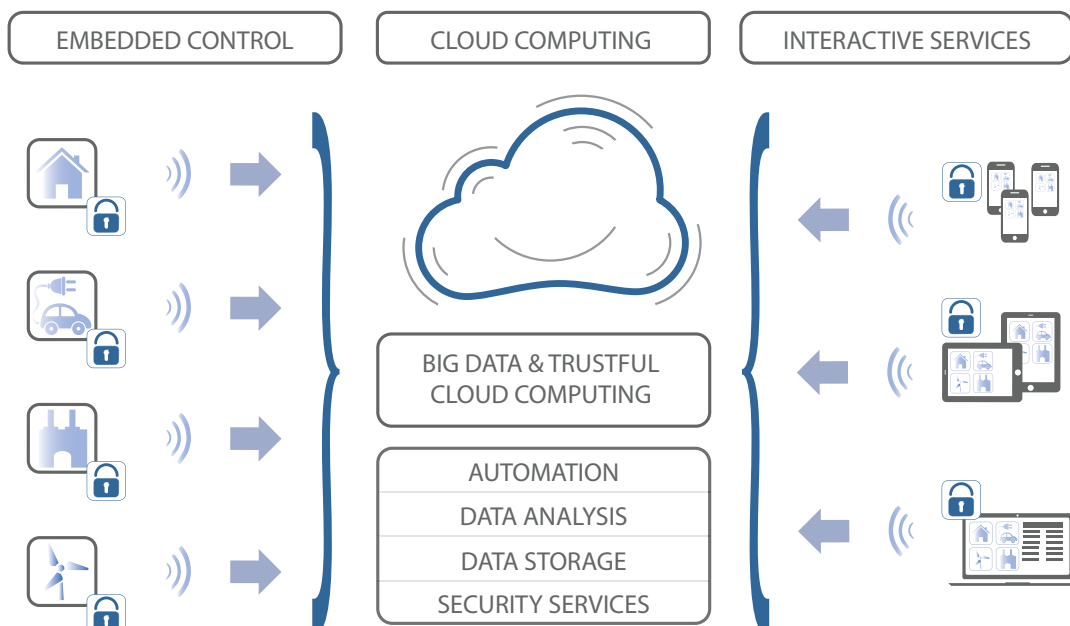 EMBEDDED CONTROL
CLOUD COMPUTING
INTERACTIVE SERVICES
BIG DATA & TRUSTFUL
CLOUD COMPUTING
AUTOMATION
DATA ANALYSIS
DATA STORAGE
SECURITY SERVICES